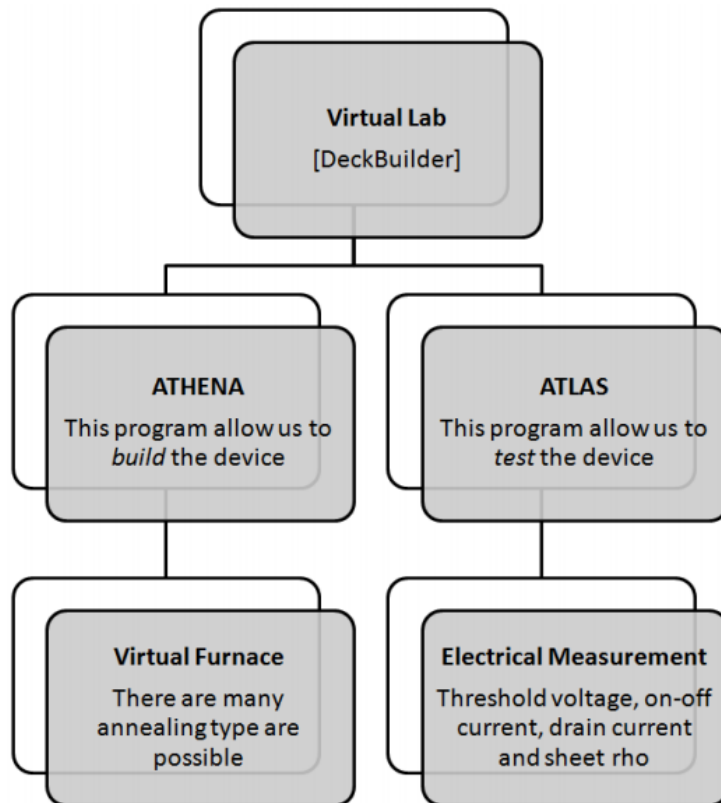 Virtual Lab
[DeckBuilder]
ATHENA
This program allow us to
build the device
ATLAS
This program allow us to
test the device
Virtual Furnace
There are many
annealing type are
possible
Electrical Measurement
Threshold voltage, on-off
current, drain current
and sheet rho